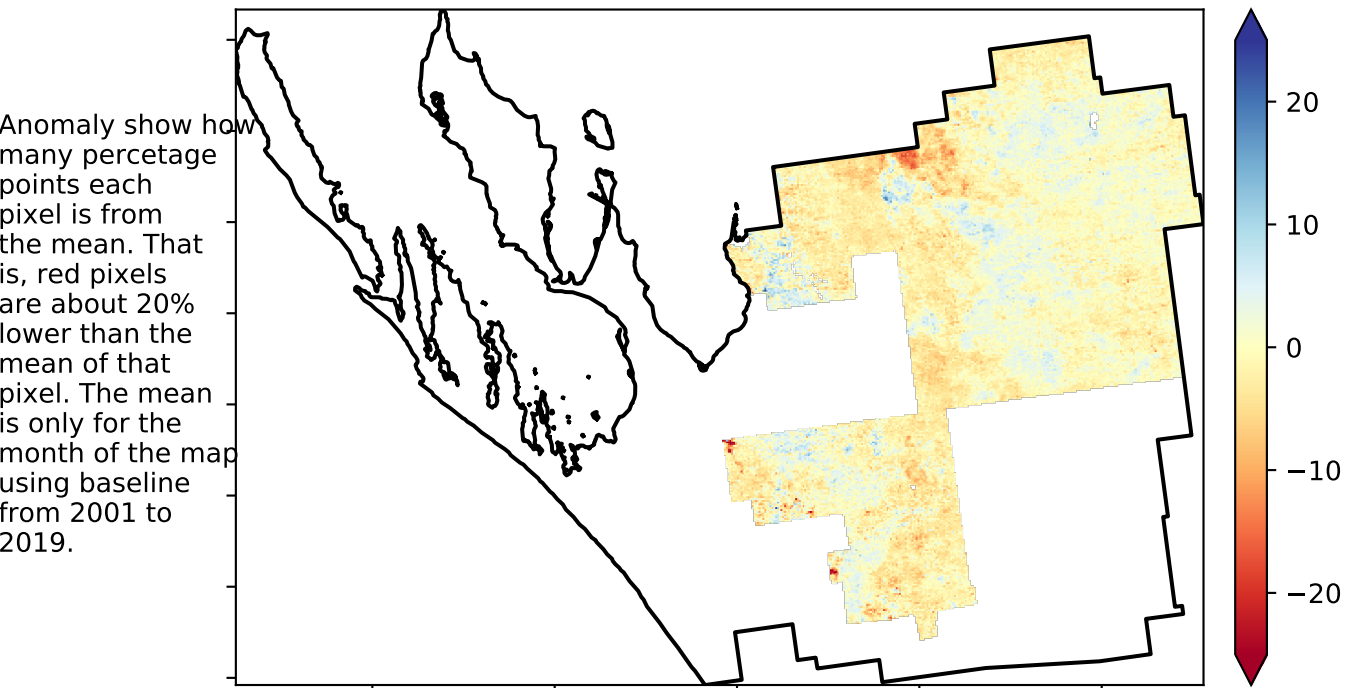 Anomaly show how
many percetage
points each
pixel is from
the mean. That
is, red pixels
are about 20%
lower than the
mean of that
pixel. The mean
is only for the
month of the map
using baseline
from 2001 to
2019.
20
10
0
−10
−20